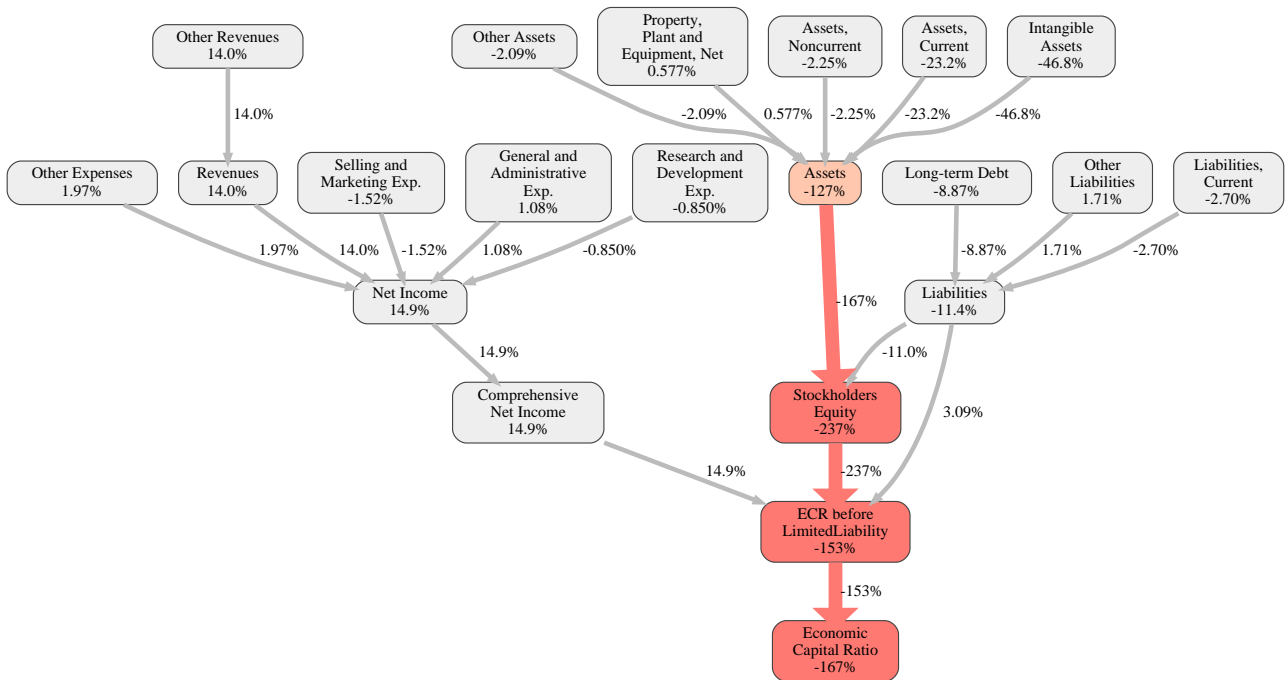 Other Revenues
14.0%
Other Assets
-2.09%
Property,
Plant and
Equipment, Net
0.577%
Assets,
Noncurrent
-2.25%
Assets,
Current
-23.2%
Intangible
Assets
-46.8%
14.0%
-2.09%
0.577%
-2.25%
-23.2%
-46.8%
Other Expenses
1.97%
Revenues
14.0%
Selling and
Marketing Exp.
-1.52%
General and
Administrative
Exp.
1.08%
Research and
Development
Exp.
-0.850%
Assets
-127%
Long-term Debt
-8.87%
Other
Liabilities
1.71%
Liabilities,
Current
-2.70%
1.97%
14.0%
-1.52%
1.08%
-0.850%
-8.87%
1.71%
-2.70%
Net Income
14.9%
-167%
Liabilities
-11.4%
14.9%
-11.0%
Comprehensive
Net Income
14.9%
Stockholders
Equity
-237%
3.09%
14.9%
-237%
ECR before
LimitedLiability
-153%
-153%
Economic
Capital Ratio
-167%